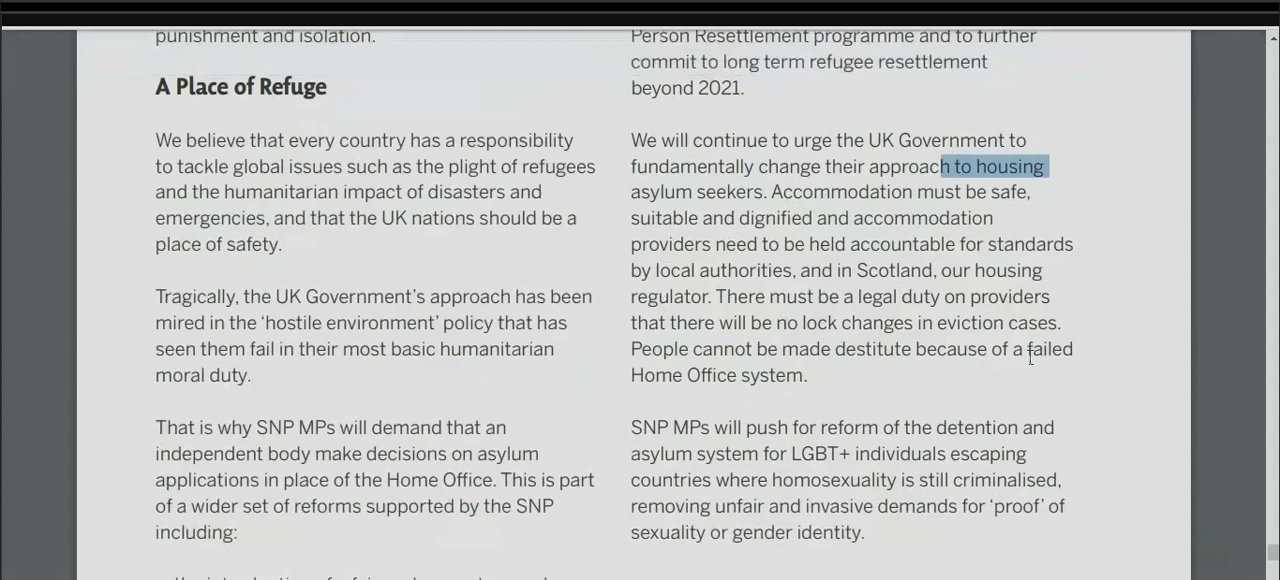 punishment and isolation.
A Place of Refuge
We believe that every country has a responsibility
to tackle global issues such as the plight of refugees
and the humanitarian impact of disasters and
emergencies, and that the UK nations should be a
place of safety.
Tragically, the UK Government’s approach has been
mired in the ‘hostile environment’ policy that has
seen them fail in their most basic humanitarian
moral duty.
That is why SNP MPs will demand that an
independent body make decisions on asylum
applications in place of the Home Office. This is part
of a wider set of reforms supported by the SNP
including:
Person Resettlement programme and to further
commit to long term refugee resettlement
beyond 2021.
We will continue to urge the UK Government to
fundamentally change their approach to housing
asylum seekers. Accommodation must be safe,
suitable and dignified and accommodation
providers need to be held accountable for standards
by local authorities, and in Scotland, our housing
regulator. There must be a legal duty on providers
that there will be no lock changes in eviction cases.
People cannot be made destitute because of a failed
Home Office system.
SNP MPs will push for reform of the detention and
asylum system for LGBT+ individuals escaping
countries where homosexuality is still criminalised,
removing unfair and invasive demands for ‘proof’ of
sexuality or gender identity.